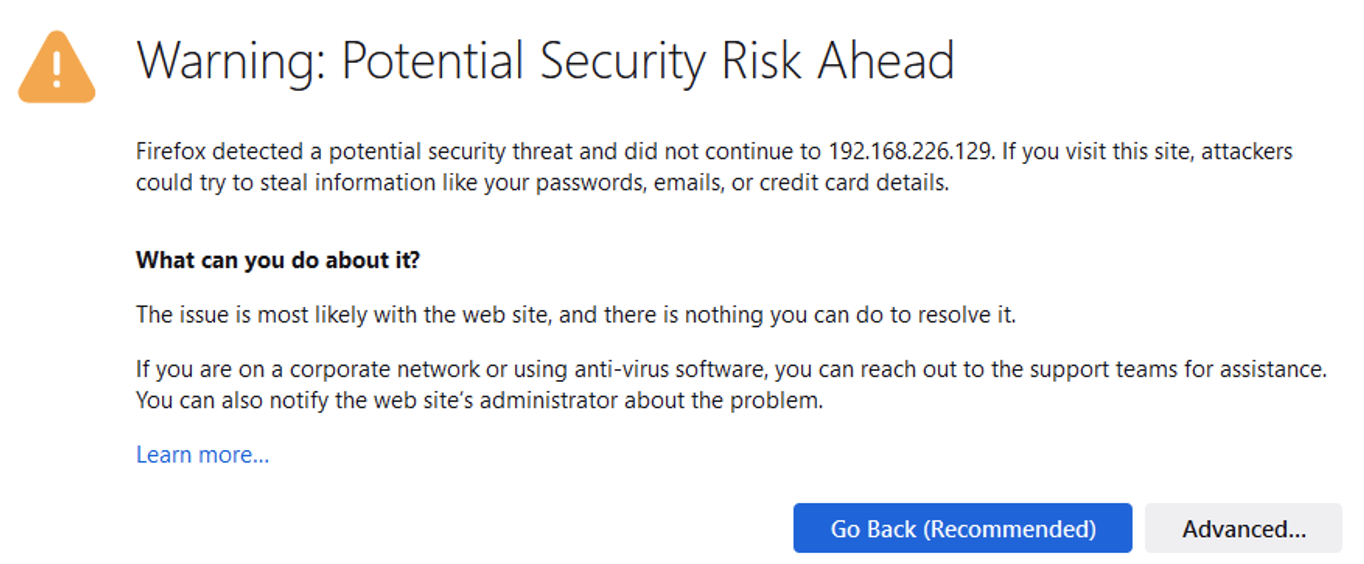 Warning: Potential Security Risk Ahead
Firefox detected a potential security threat and did not continue to 192.168.226.129. If you visit this site, attackers
could try to steal information like your passwords, emails, or credit card details.
What can you do about it?
The issue is most likely with the web site, and there is nothing you can do to resolve it.
If you are on a corporate network or using anti-virus software, you can reach out to the support teams for assistance.
You can also notify the web site’s administrator about the problem.
Learn more…
Go Back (Recommended)
Advanced...